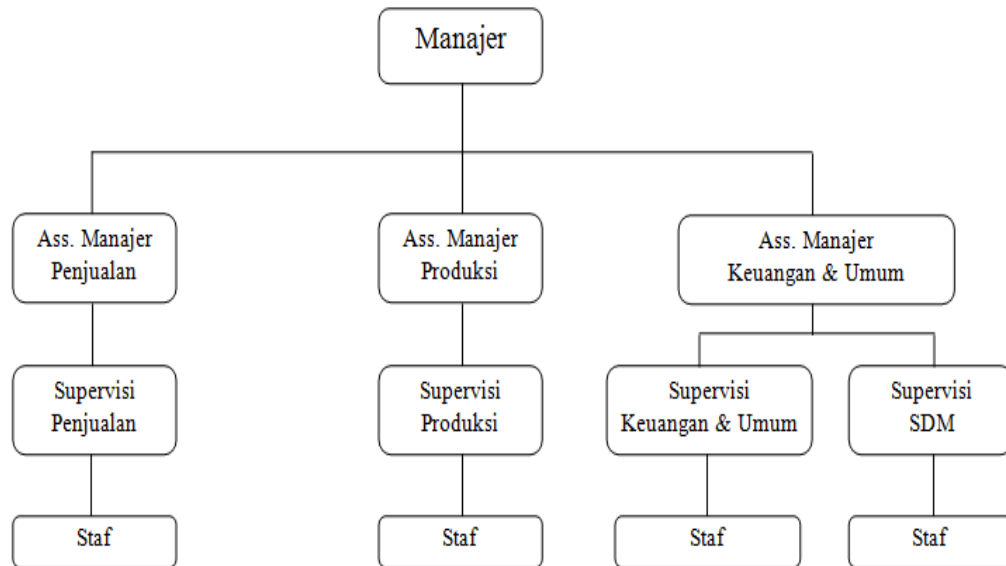 Manajer
Ass. Manajer
Penjualan
Ass. Manajer
Produksi
Ass. Manajer
Keuangan & Umum
Supervisi
Penjualan
Supervisi
Produksi
Supervisi
Keuangan & Umum
Supervisi
SDM
Staf
Staf
Staf
Staf